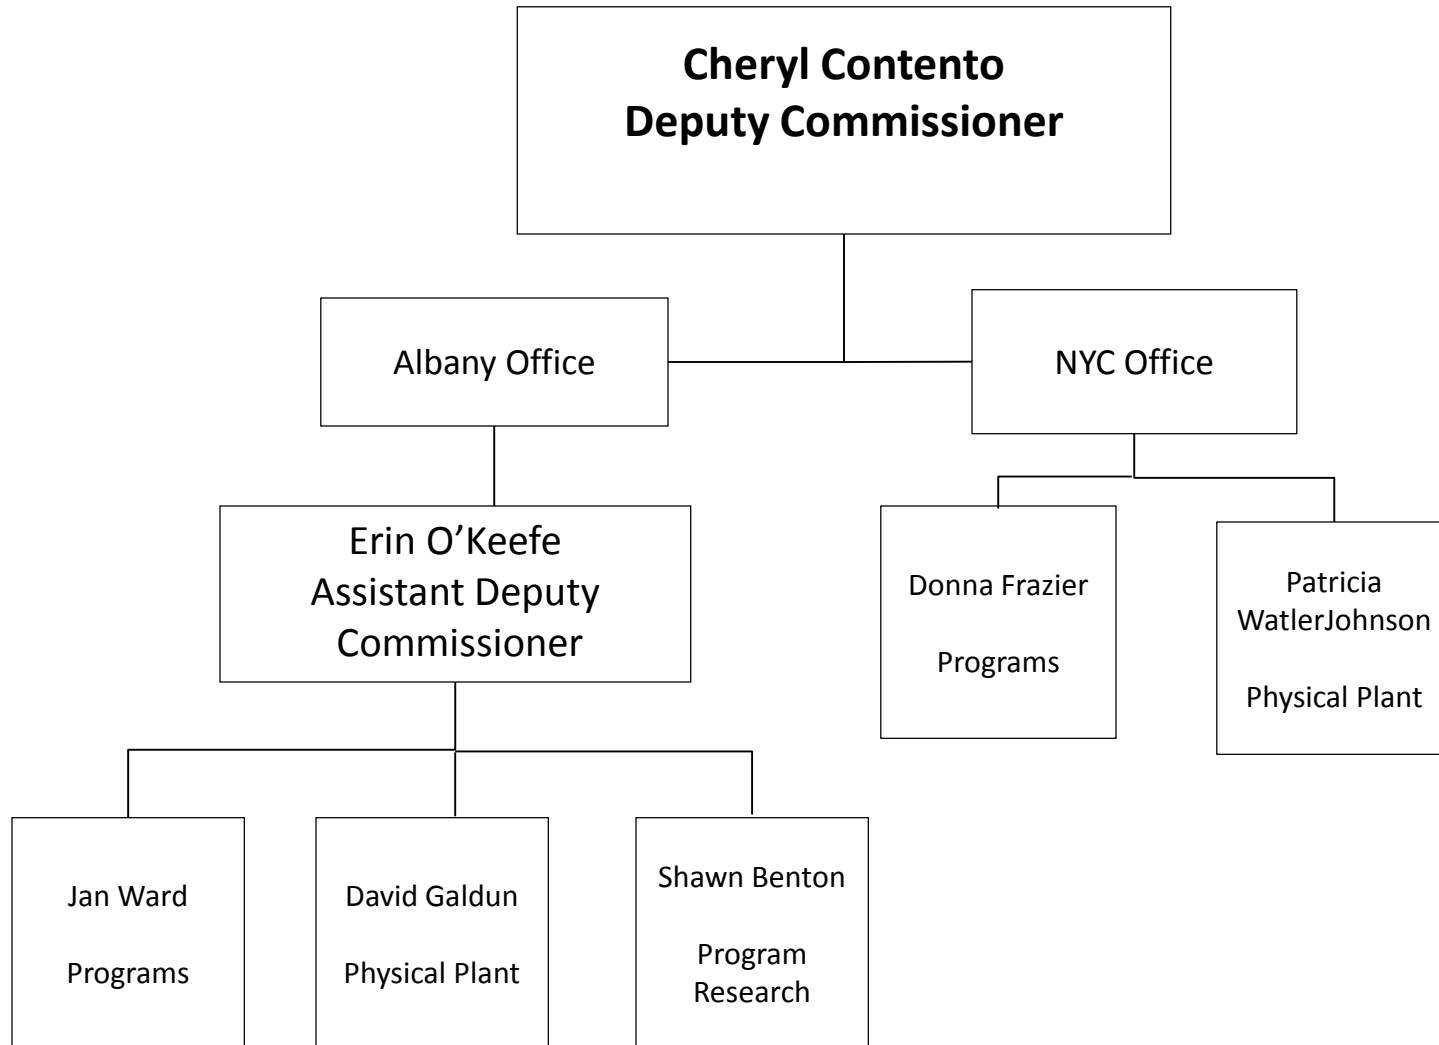 Cheryl Contento
Deputy Commissioner
Albany Office
NYC Office
Erin O’Keefe
Assistant Deputy
Commissioner
Donna Frazier
Programs
Patricia
WatlerJohnson
Physical Plant
Jan Ward
Programs
David Galdun
Physical Plant
Shawn Benton
Program
Research